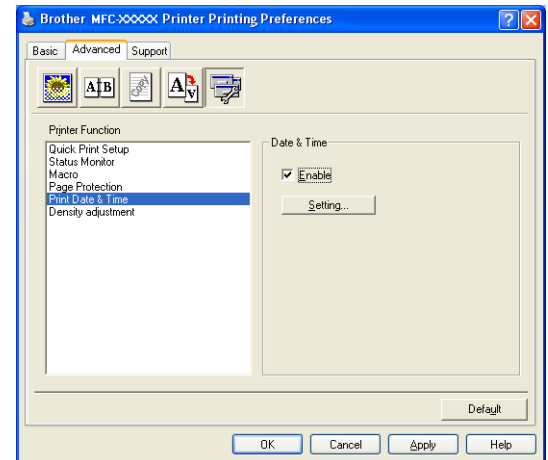 Brother MFC-XXXXX Printer Printing Preferences
Basic Advanced Support
A B
A A
Printer Function
Quick Print Setup
Status Monitor
Macro
Page Protection
Print Date & Time
Density adjustment
Date & Time
Enable
Setting...
Default
OK Cancel Apply Help